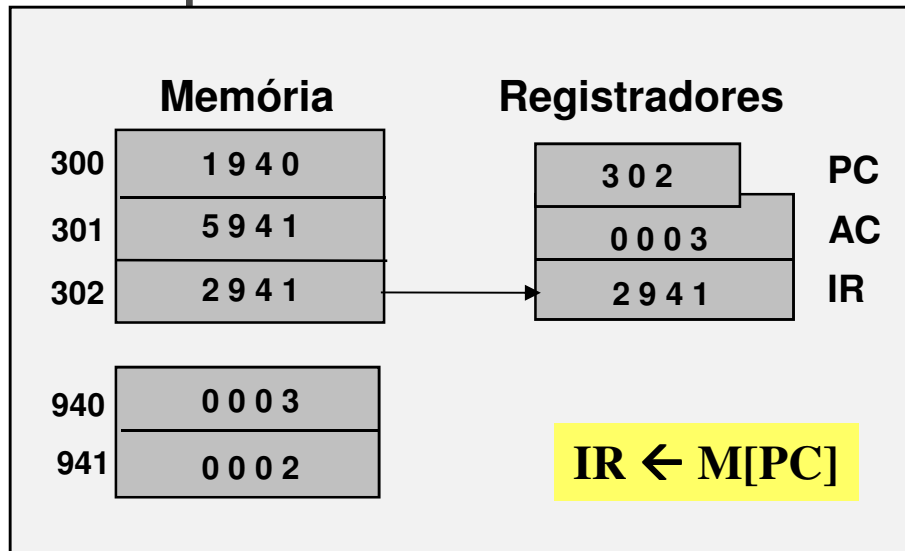 Memória Registradores
300 1 9 4 0 3 0 2 PC
301 5 9 4 1 0 0 0 3 AC
302 2 9 4 1 2 9 4 1 IR
940 0 0 0 3
941 0 0 0 2
IR ← M[PC]